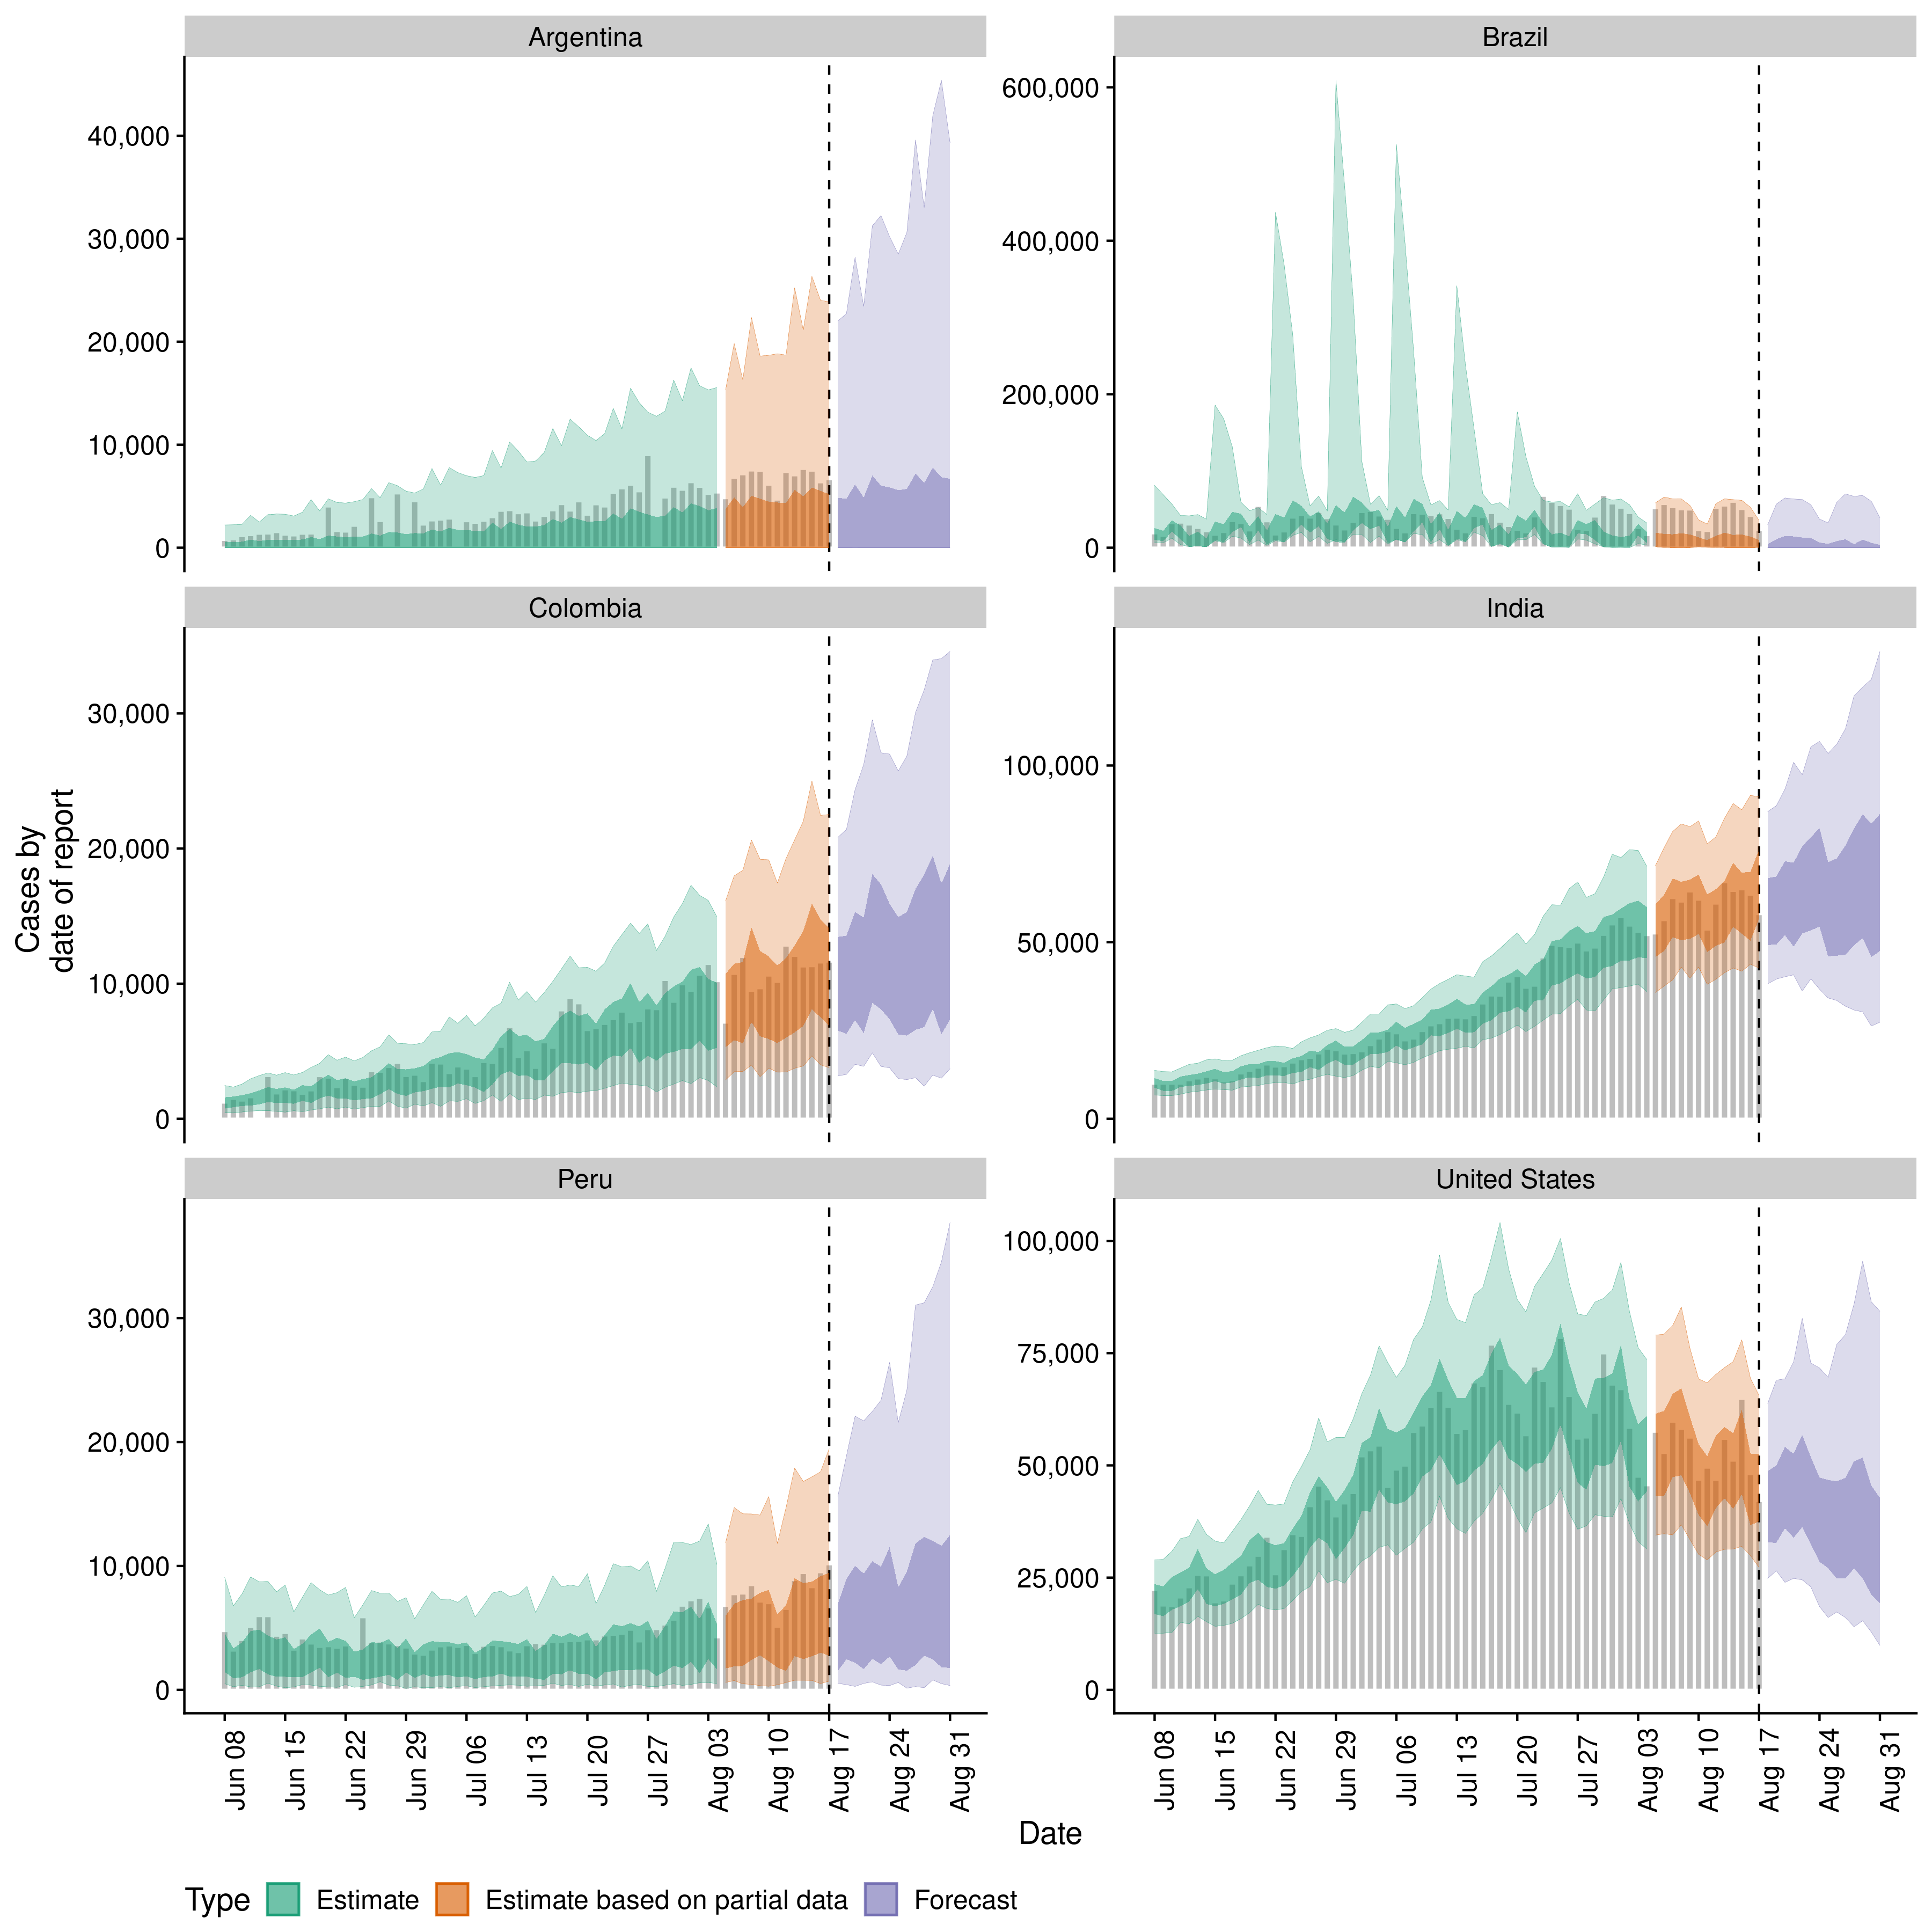 Argentina
Brazil
40,000
30,000
20,000
10,000
0
600,000
400,000
200,000
0
Colombia
India
30,000
20,000
10,000
0
100,000
50,000
0
Peru
United States
30,000
20,000
10,000
0
100,000
75,000
50,000
25,000
0
Cases by
date of report
Jun 08
Jun 15
Jun 22
Jun 29
Jul 06
Jul 13
Jul 20
Jul 27
Aug 03
Aug 10
Aug 17
Aug 24
Aug 31
Jun 08
Jun 15
Jun 22
Jun 29
Jul 06
Jul 13
Jul 20
Jul 27
Aug 03
Aug 10
Aug 17
Aug 24
Aug 31
Date
Type Estimate Estimate based on partial data Forecast